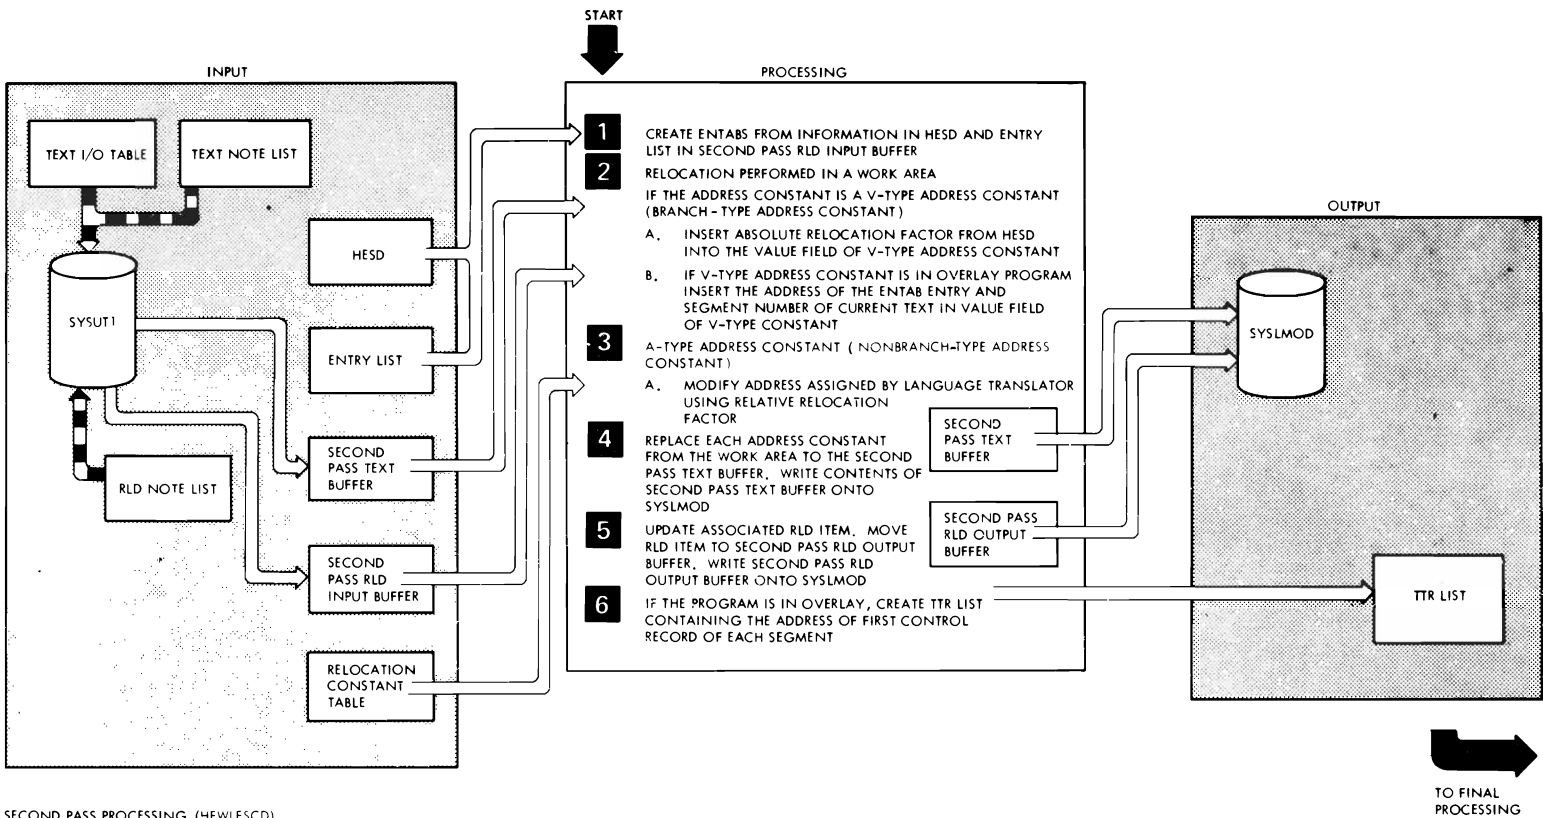 START
INPUT
PROCESSING
TEXT I/O TABLE
TEXT NOTE LIST
HESD
SYSUT1
ENTRY LIST
SECOND
PASS TEXT
BUFFER
RLD NOTE LIST
SECOND
PASS RLD
INPUT BUFFER
RELOCATION
CONSTANT
TABLE
1 CREATE ENTABS FROM INFORMATION IN HESD AND ENTRY
LIST IN SECOND PASS RLD INPUT BUFFER
2 RELOCATION PERFORMED IN A WORK AREA
IF THE ADDRESS CONSTANT IS A V-TYPE ADDRESS CONSTANT
(BRANCH-TYPE ADDRESS CONSTANT)
A. INSERT ABSOLUTE RELOCATION FACTOR FROM HESD
INTO THE VALUE FIELD OF V-TYPE ADDRESS CONSTANT
B. IF V-TYPE ADDRESS CONSTANT IS IN OVERLAY PROGRAM
INSERT THE ADDRESS OF THE ENTAB ENTRY AND
SEGMENT NUMBER OF CURRENT TEXT IN VALUE FIELD
OF V-TYPE CONSTANT
3 A-TYPE ADDRESS CONSTANT (NONBRANCH-TYPE ADDRESS
CONSTANT)
A. MODIFY ADDRESS ASSIGNED BY LANGUAGE TRANSLATOR
USING RELATIVE RELOCATION
FACTOR
4 REPLACE EACH ADDRESS CONSTANT
FROM THE WORK AREA TO THE SECOND
PASS TEXT BUFFER. WRITE CONTENTS OF
SECOND PASS TEXT BUFFER ONTO
SYSLMOD
5 UPDATE ASSOCIATED RLD ITEM. MOVE
RLD ITEM TO SECOND PASS RLD OUTPUT
BUFFER. WRITE SECOND PASS RLD
OUTPUT BUFFER ONTO SYSLMOD
6 IF THE PROGRAM IS IN OVERLAY, CREATE TTR LIST
CONTAINING THE ADDRESS OF FIRST CONTROL
RECORD OF EACH SEGMENT
SECOND
PASS TEXT
BUFFER
SECOND PASS
RLD OUTPUT
BUFFER
OUTPUT
SYSLMOD
TTR LIST
TO FINAL
PROCESSING
SECOND PASS PROCESSING (HEWLFSCD)